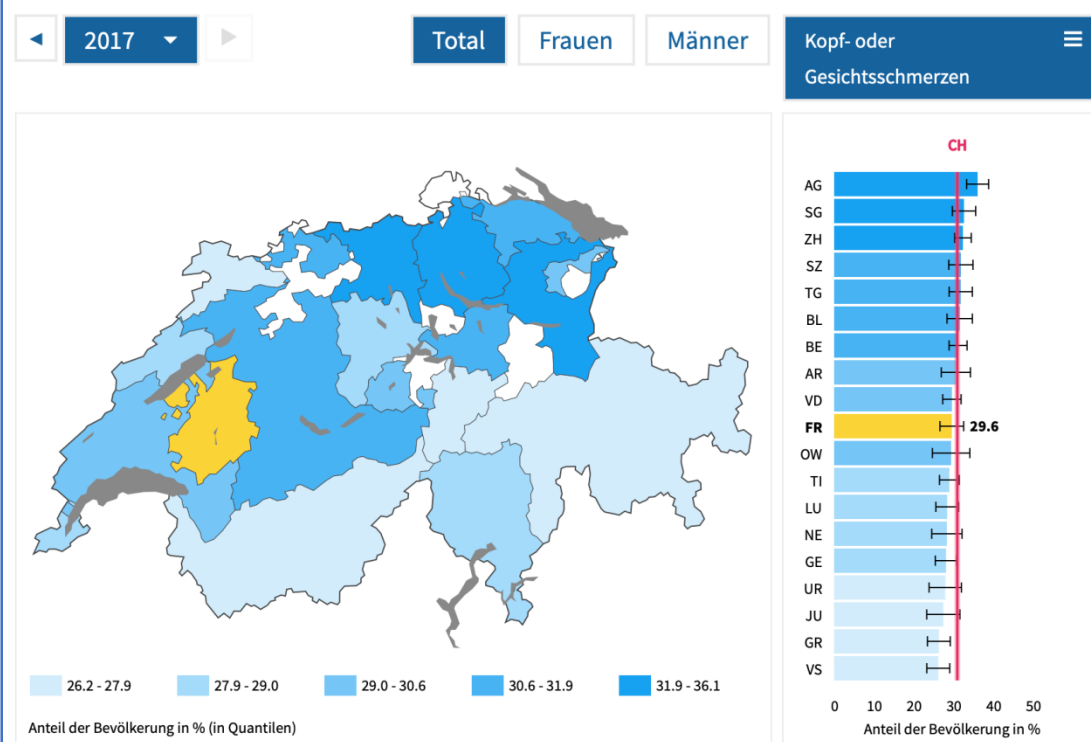 2017
Total
Frauen
Männer
Kopf- oder
Gesichtsschmerzen
CH
AG
SG
ZH
SZ
TG
BL
BE
AR
VD
FR 29.6
OW
TI
LU
NE
GE
UR
JU
GR
VS
0 10 20 30 40 50
Anteil der Bevölkerung in %
26.2 - 27.9
27.9 - 29.0
29.0 - 30.6
30.6 - 31.9
31.9 - 36.1
Anteil der Bevölkerung in % (in Quantilen)